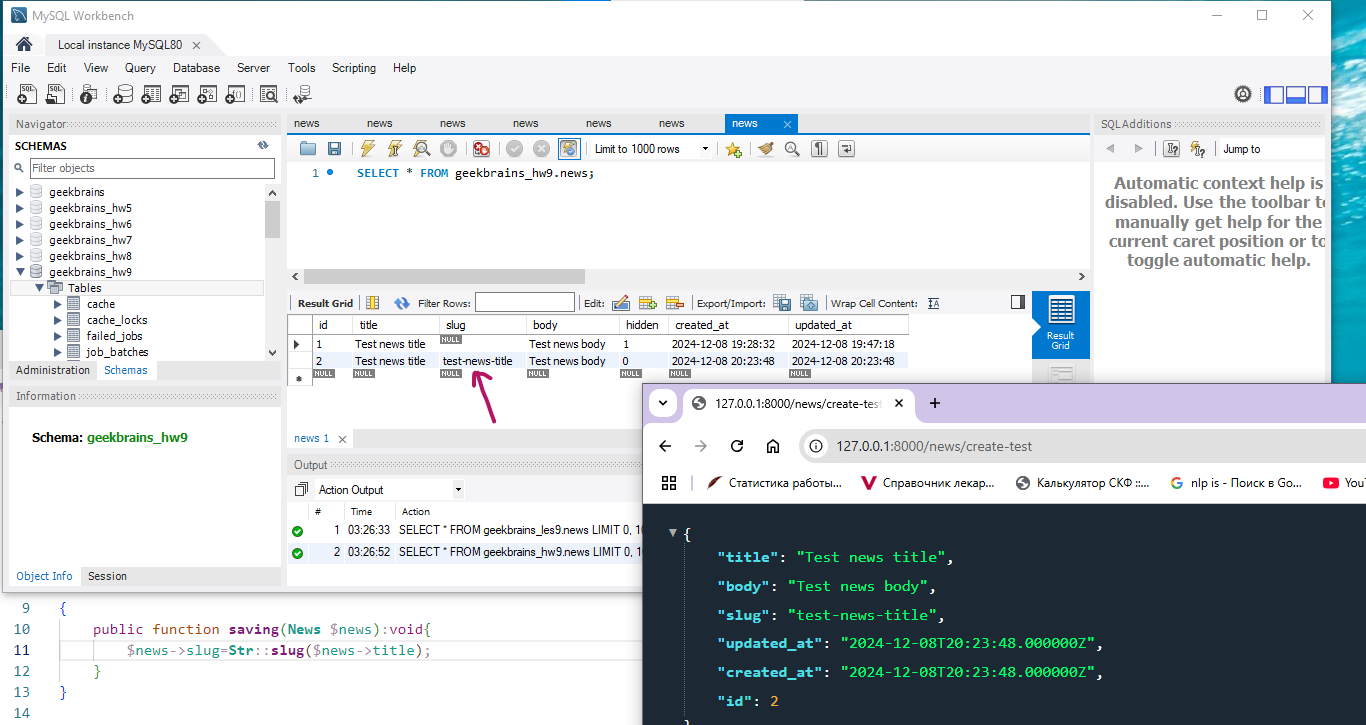 MySQL Workbench
Local instance MySQL80
File Edit View Query Database Server Tools Scripting Help
Navigator
SCHEMAS
Filter objects
geekbrains
geekbrains_hw5
geekbrains_hw6
geekbrains_hw7
geekbrains_hw8
geekbrains_hw9
Tables
cache
cache_locks
failed_jobs
job_batches
Administration Schemas
Information
Schema: geekbrains_hw9
Object Info Session
news news news news news news news
Limit to 1000 rows
1 SELECT * FROM geekbrains_hw9.news;
Result Grid Filter Rows: Edit: Export/Import: Wrap Cell Content:
id title slug body hidden created_at updated_at
1 Test news title NULL Test news body 1 2024-12-08 19:28:32 2024-12-08 19:47:18
2 Test news title test-news-title Test news body 0 2024-12-08 20:23:48 2024-12-08 20:23:48
NULL NULL NULL NULL NULL NULL NULL
Result
Grid
news 1
Output
Action Output
# Time Action
1 03:26:33 SELECT * FROM geekbrains_les9.news LIMIT 0, 10
2 03:26:52 SELECT * FROM geekbrains_hw9.news LIMIT 0, 10
SQLAdditions
Jump to
Automatic context help is
disabled. Use the toolbar to
manually get help for the
current caret position or to
toggle automatic help.
127.0.0.1:8000/news/create-test
127.0.0.1:8000/news/create-test
Статистика работы... Справочник лекар... Калькулятор СКФ ::... nlp is - Поиск в Go... YouT
{
"title": "Test news title",
"body": "Test news body",
"slug": "test-news-title",
"updated_at": "2024-12-08T20:23:48.000000Z",
"created_at": "2024-12-08T20:23:48.000000Z",
"id": 2
}
9 {
10 public function saving(News $news):void{
11 $news->slug=Str::slug($news->title);
12 }
13 }
14